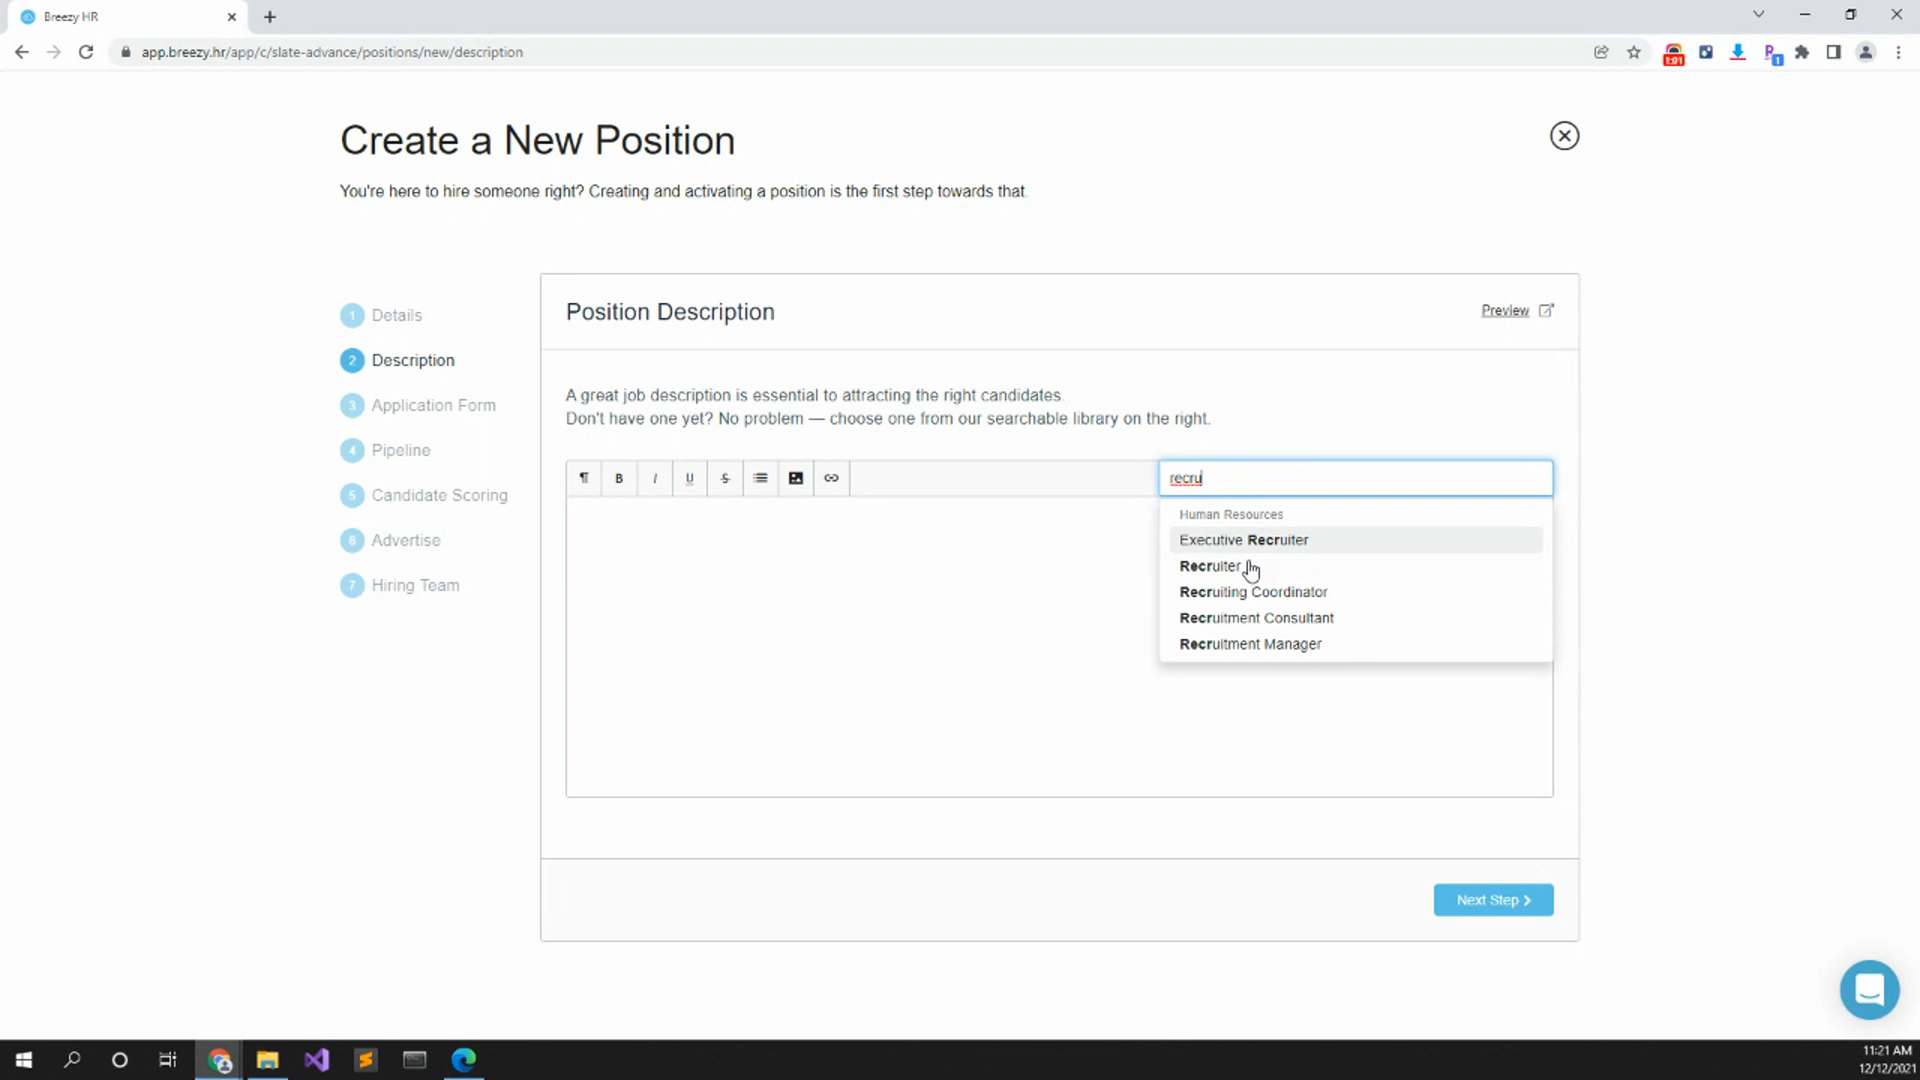 Breezy HR
app.breezy.hr/app/c/slate-advance/positions/new/description
1:01
1
Create a New Position
You're here to hire someone right? Creating and activating a position is the first step towards that.
1 Details
2 Description
3 Application Form
4 Pipeline
5 Candidate Scoring
6 Advertise
7 Hiring Team
Position Description
Preview
A great job description is essential to attracting the right candidates.
Don't have one yet? No problem — choose one from our searchable library on the right.
¶ B I U S
recru
Human Resources
Executive Recruiter
Recruiter
Recruiting Coordinator
Recruitment Consultant
Recruitment Manager
Next Step
11:21 AM
12/12/2021